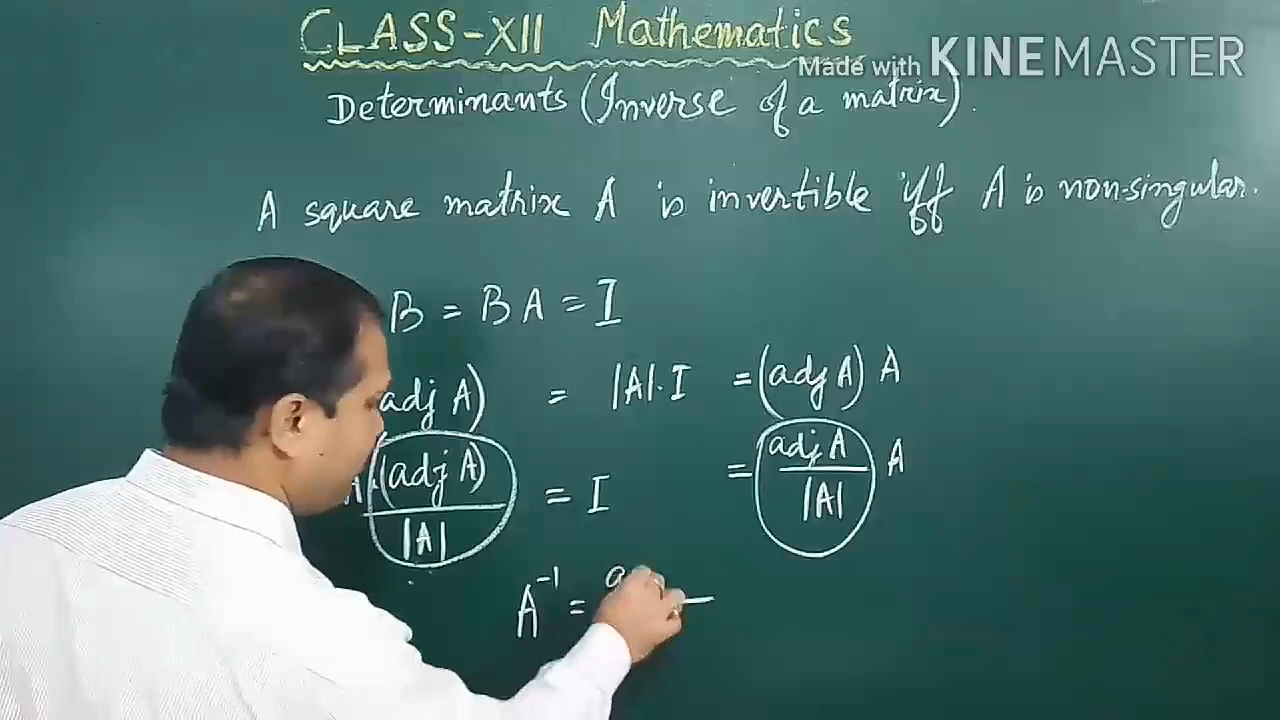 CLASS-XII Mathematics
Made with KINEMASTER
Determinants (Inverse of a matrix).
A square matrix A is invertible iff A is non-singular.
B = BA = I
adj A) = |A|. I = (adj A) A
A. (adj A) / |A| = I = adj A / |A| A
A⁻¹ = a